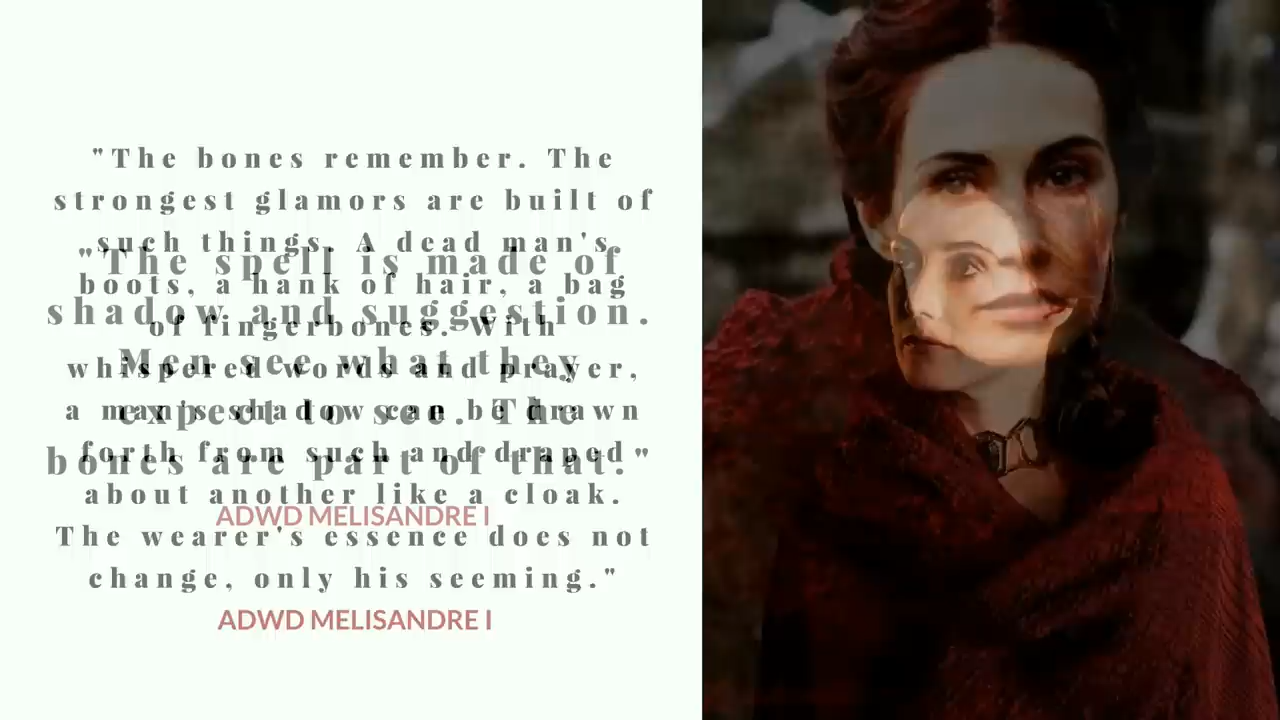 "The bones remember. The
strongest glamors are built of
such things. A dead man's
boots, a hank of hair, a bag
of fingerbones. With
whispered words and prayer,
a man's shadow can be drawn
forth from such and draped
about another like a cloak.
The wearer's essence does not
change, only his seeming."
ADWD MELISANDRE I
"The spell is made of
shadow and suggestion.
Men see what they
expect to see. The
bones are part of that."
ADWD MELISANDRE I